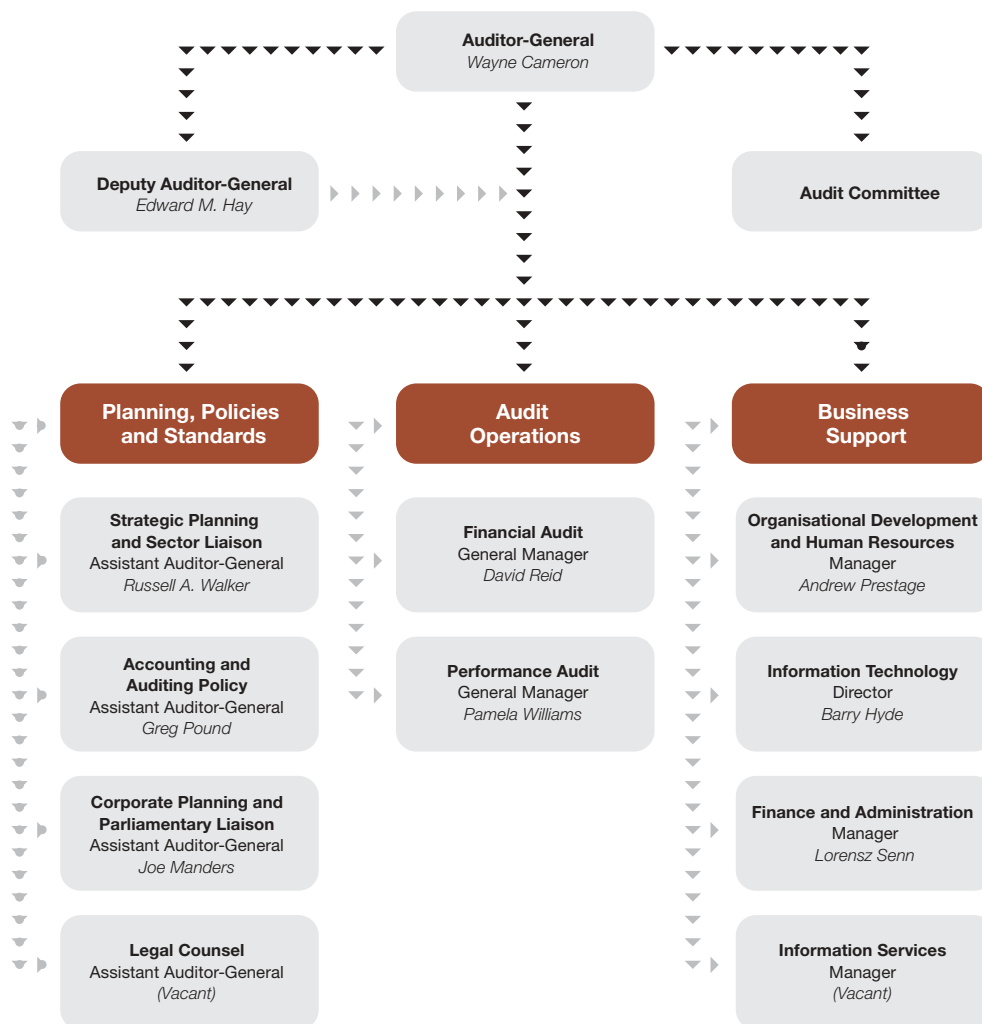 Auditor-General
Wayne Cameron
Deputy Auditor-General
Edward M. Hay
Audit Committee
Planning, Policies
and Standards
Audit
Operations
Business
Support
Strategic Planning
and Sector Liaison
Assistant Auditor-General
Russell A. Walker
Accounting and
Auditing Policy
Assistant Auditor-General
Greg Pound
Corporate Planning and
Parliamentary Liaison
Assistant Auditor-General
Joe Manders
Legal Counsel
Assistant Auditor-General
(Vacant)
Financial Audit
General Manager
David Reid
Performance Audit
General Manager
Pamela Williams
Organisational Development
and Human Resources
Manager
Andrew Prestage
Information Technology
Director
Barry Hyde
Finance and Administration
Manager
Lorensz Senn
Information Services
Manager
(Vacant)